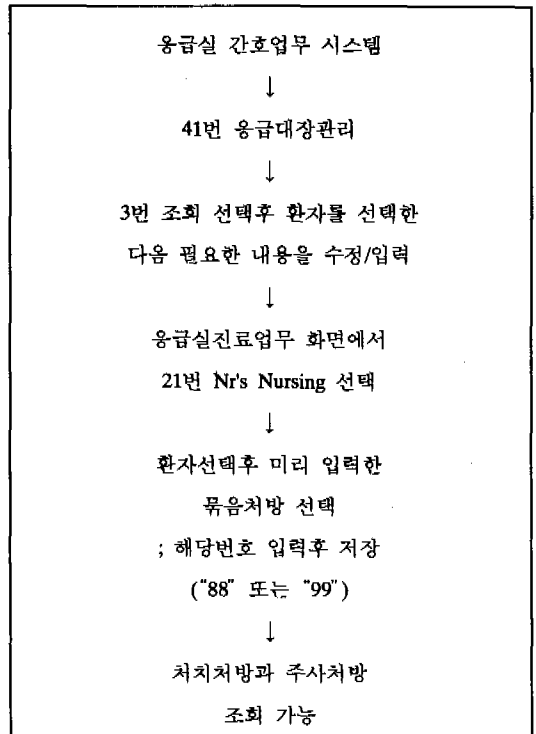 응급실 간호업무 시스템
↓
41번 응급대장관리
↓
3번 조회 선택후 환자를 선택한
다음 필요한 내용을 수정/입력
↓
응급실진료업무 화면에서
21번 Nr's Nursing 선택
↓
환자선택후 미리 입력한
묶음처방 선택
; 해당번호 입력후 저장
("88" 또는 "99")
↓
처치처방과 주사처방
조회 가능